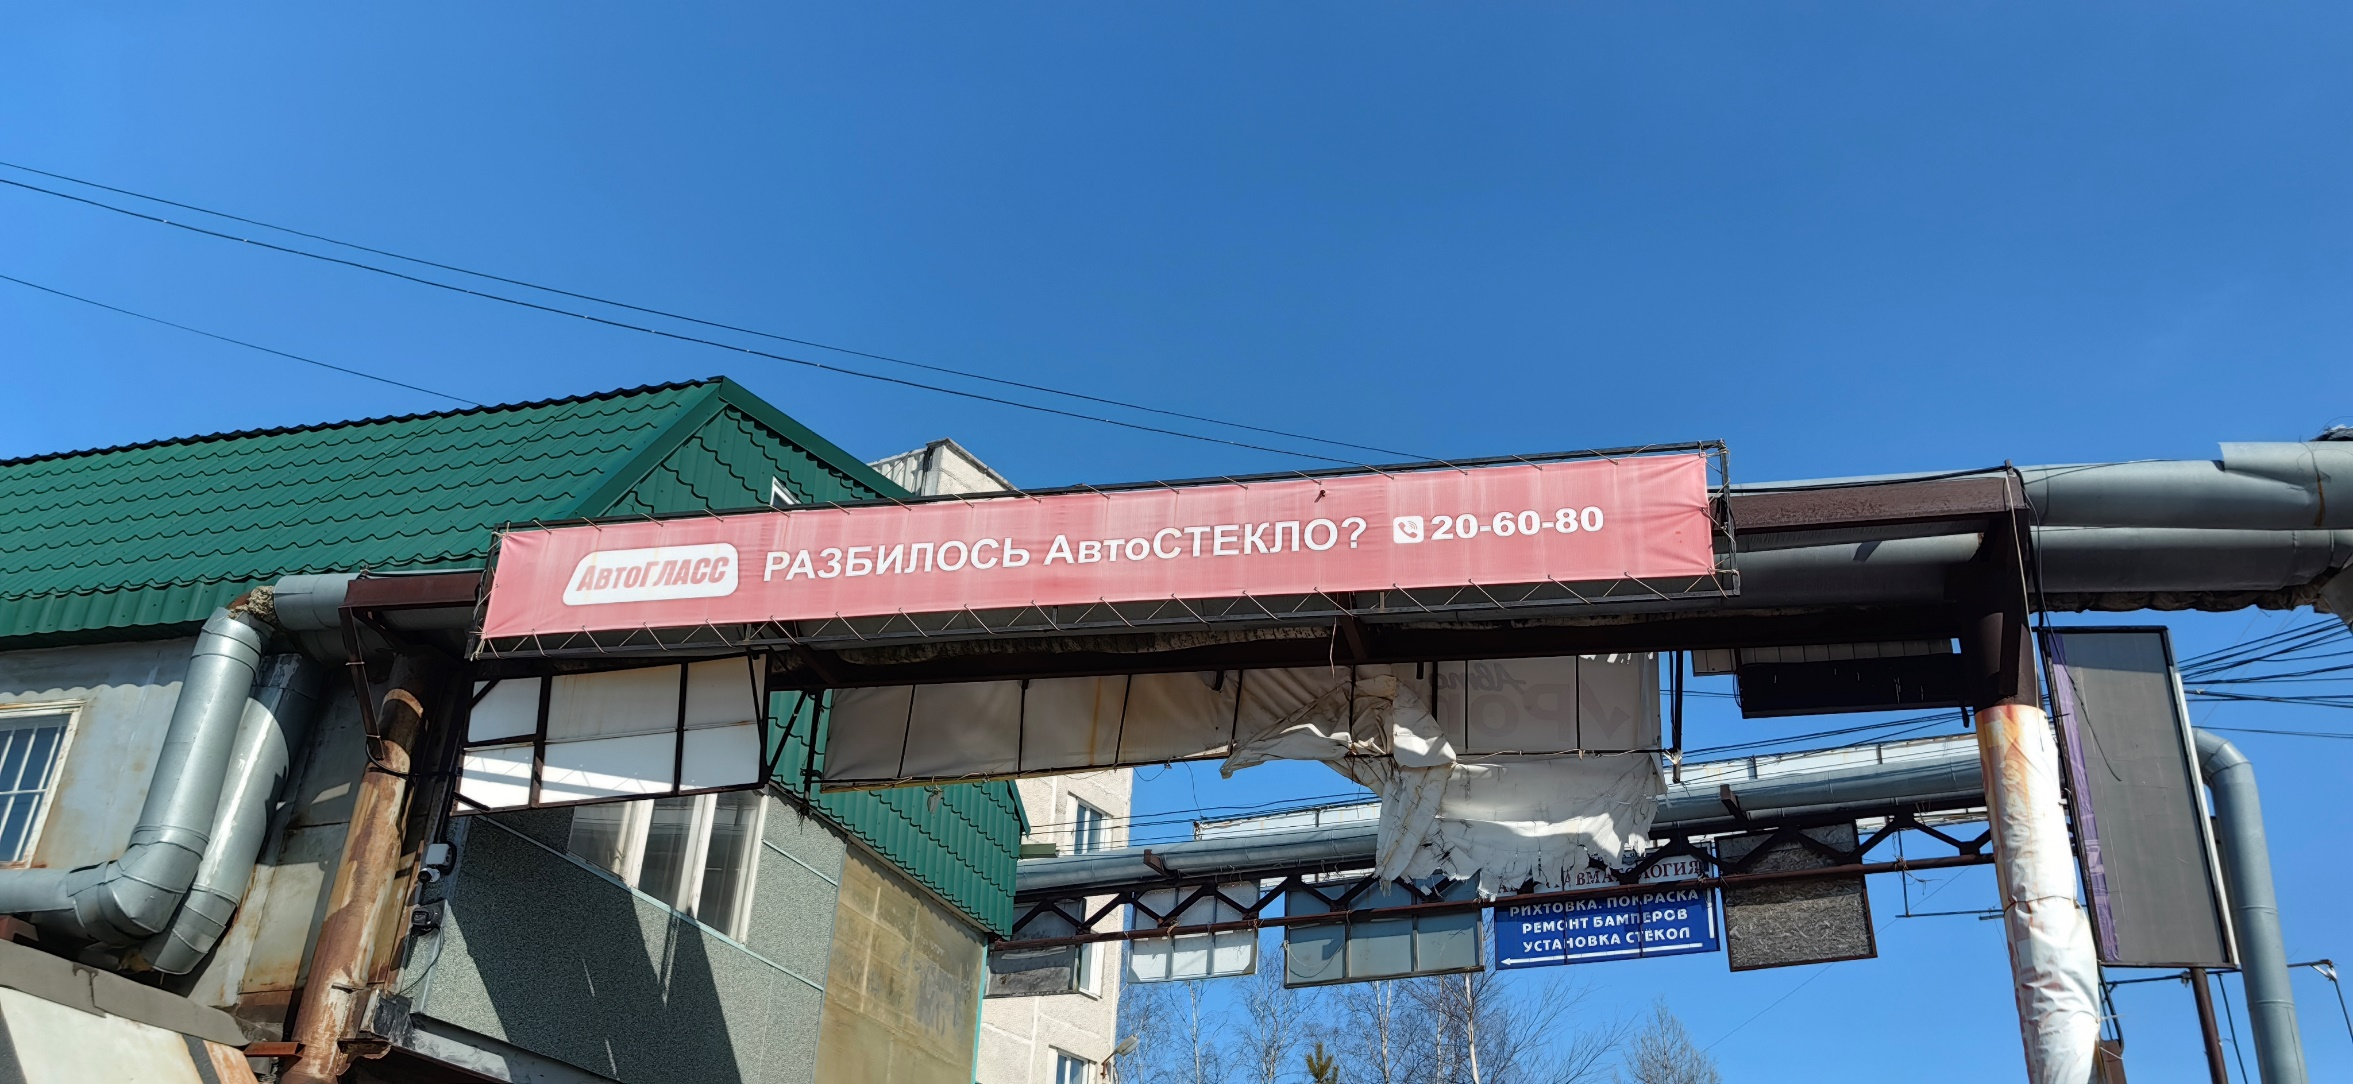 АвтоГЛАСС РАЗБИЛОСЬ АвтоСТЕКЛО? 20-60-80
РИХТОВКА. ПОКРАСКА
РЕМОНТ БАМПЕРОВ
УСТАНОВКА СТЕКОЛ